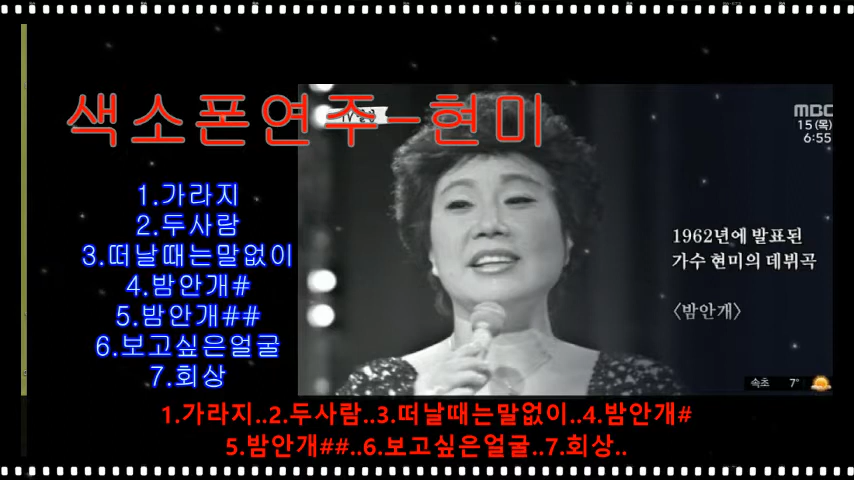 색소폰연주-현미
MBC
15(목)
6:55
1.가라지
2.두사람
3.떠날때는말없이
4.밤안개#
5.밤안개##
6.보고싶은얼굴
7.회상
1962년에 발표된
가수 현미의 데뷔곡
〈밤안개〉
속초 7°
1.가라지..2.두사람..3.떠날때는말없이..4.밤안개#
5.밤안개##..6.보고싶은얼굴..7.회상..